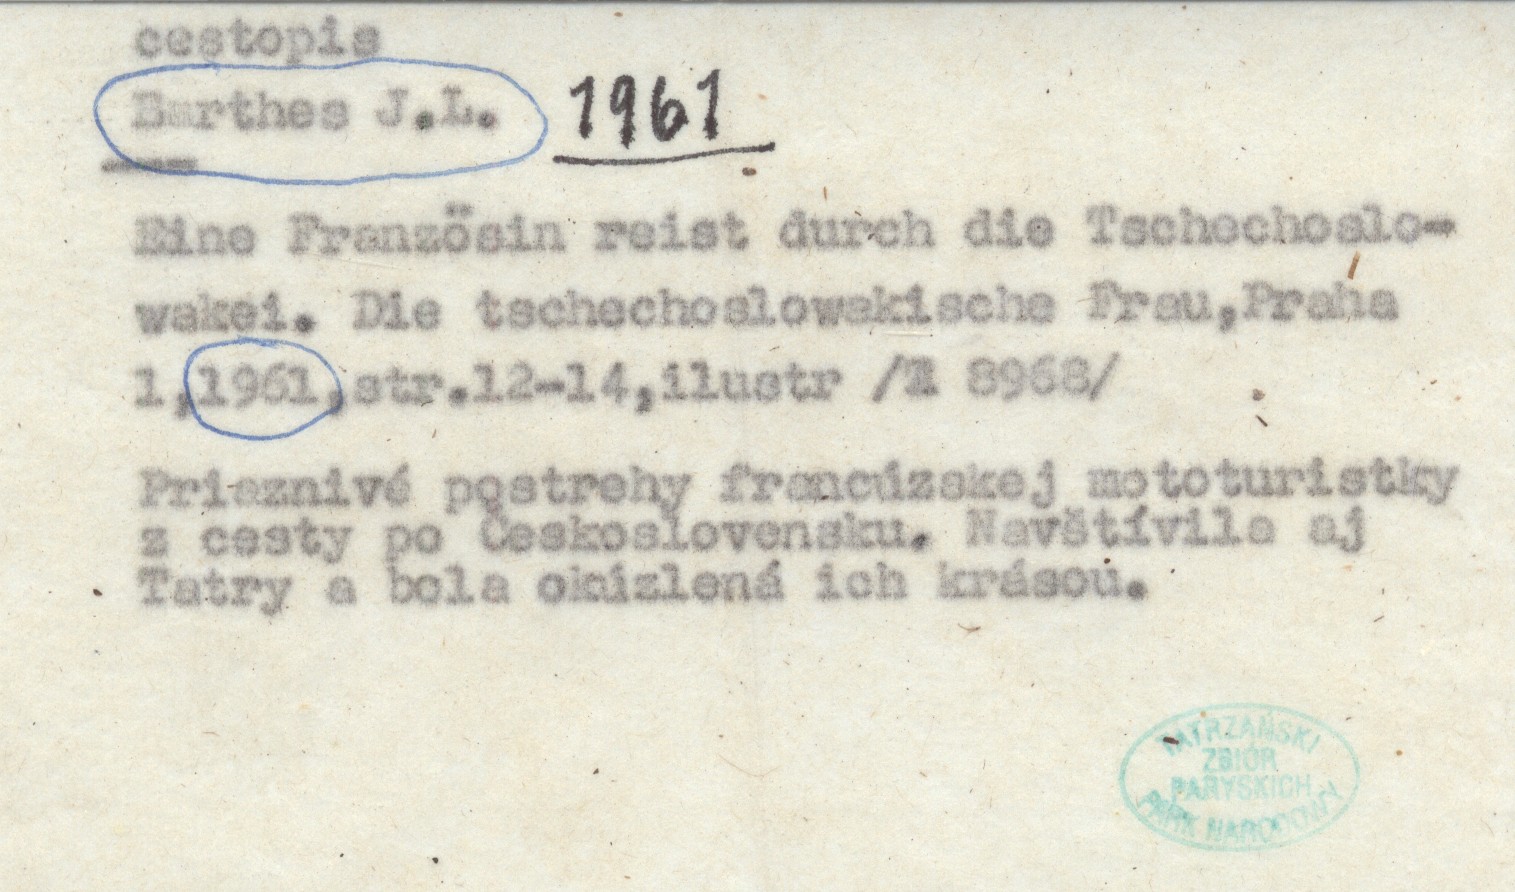 cestopis
Barthes J.L. 1961
Eine Französin reist durch die Tschechoslo-
wakei. Die tschechoslowakische Frau,Praha
1,1961,str.12-14,ilustr /R 8968/
Priaznivé postrehy francúzskej mototuristky
z cesty po Československu. Navštívila aj
Tatry a bola okúzlená ich krásou.
TATRZAŃSKI
ZBIÓR
PARYSKICH
PARK NARODOWY